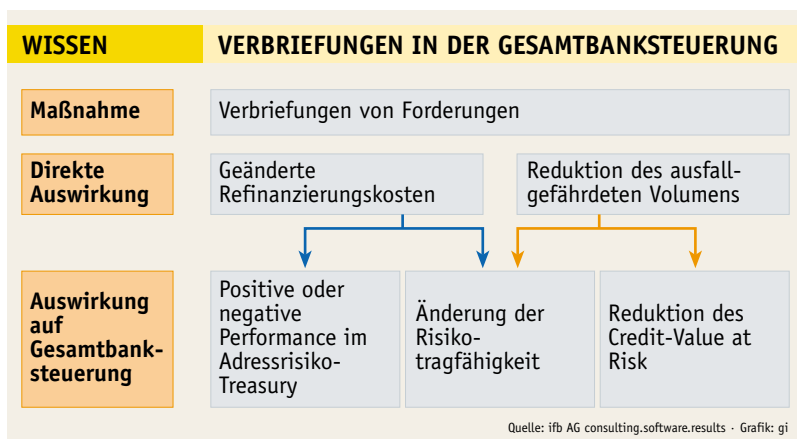 WISSEN
VERBRIEFUNGEN IN DER GESAMTBANKSTEUERUNG
Maßnahme
Verbriefungen von Forderungen
Direkte
Auswirkung
Geänderte
Refinanzierungskosten
Reduktion des ausfall-
gefährdeten Volumens
Auswirkung
auf
Gesamtbank-
steuerung
Positive oder
negative
Performance im
Adressrisiko-
Treasury
Änderung der
Risiko-
tragfähigkeit
Reduktion des
Credit-Value at
Risk
Quelle: ifb AG consulting.software.results · Grafik: gi